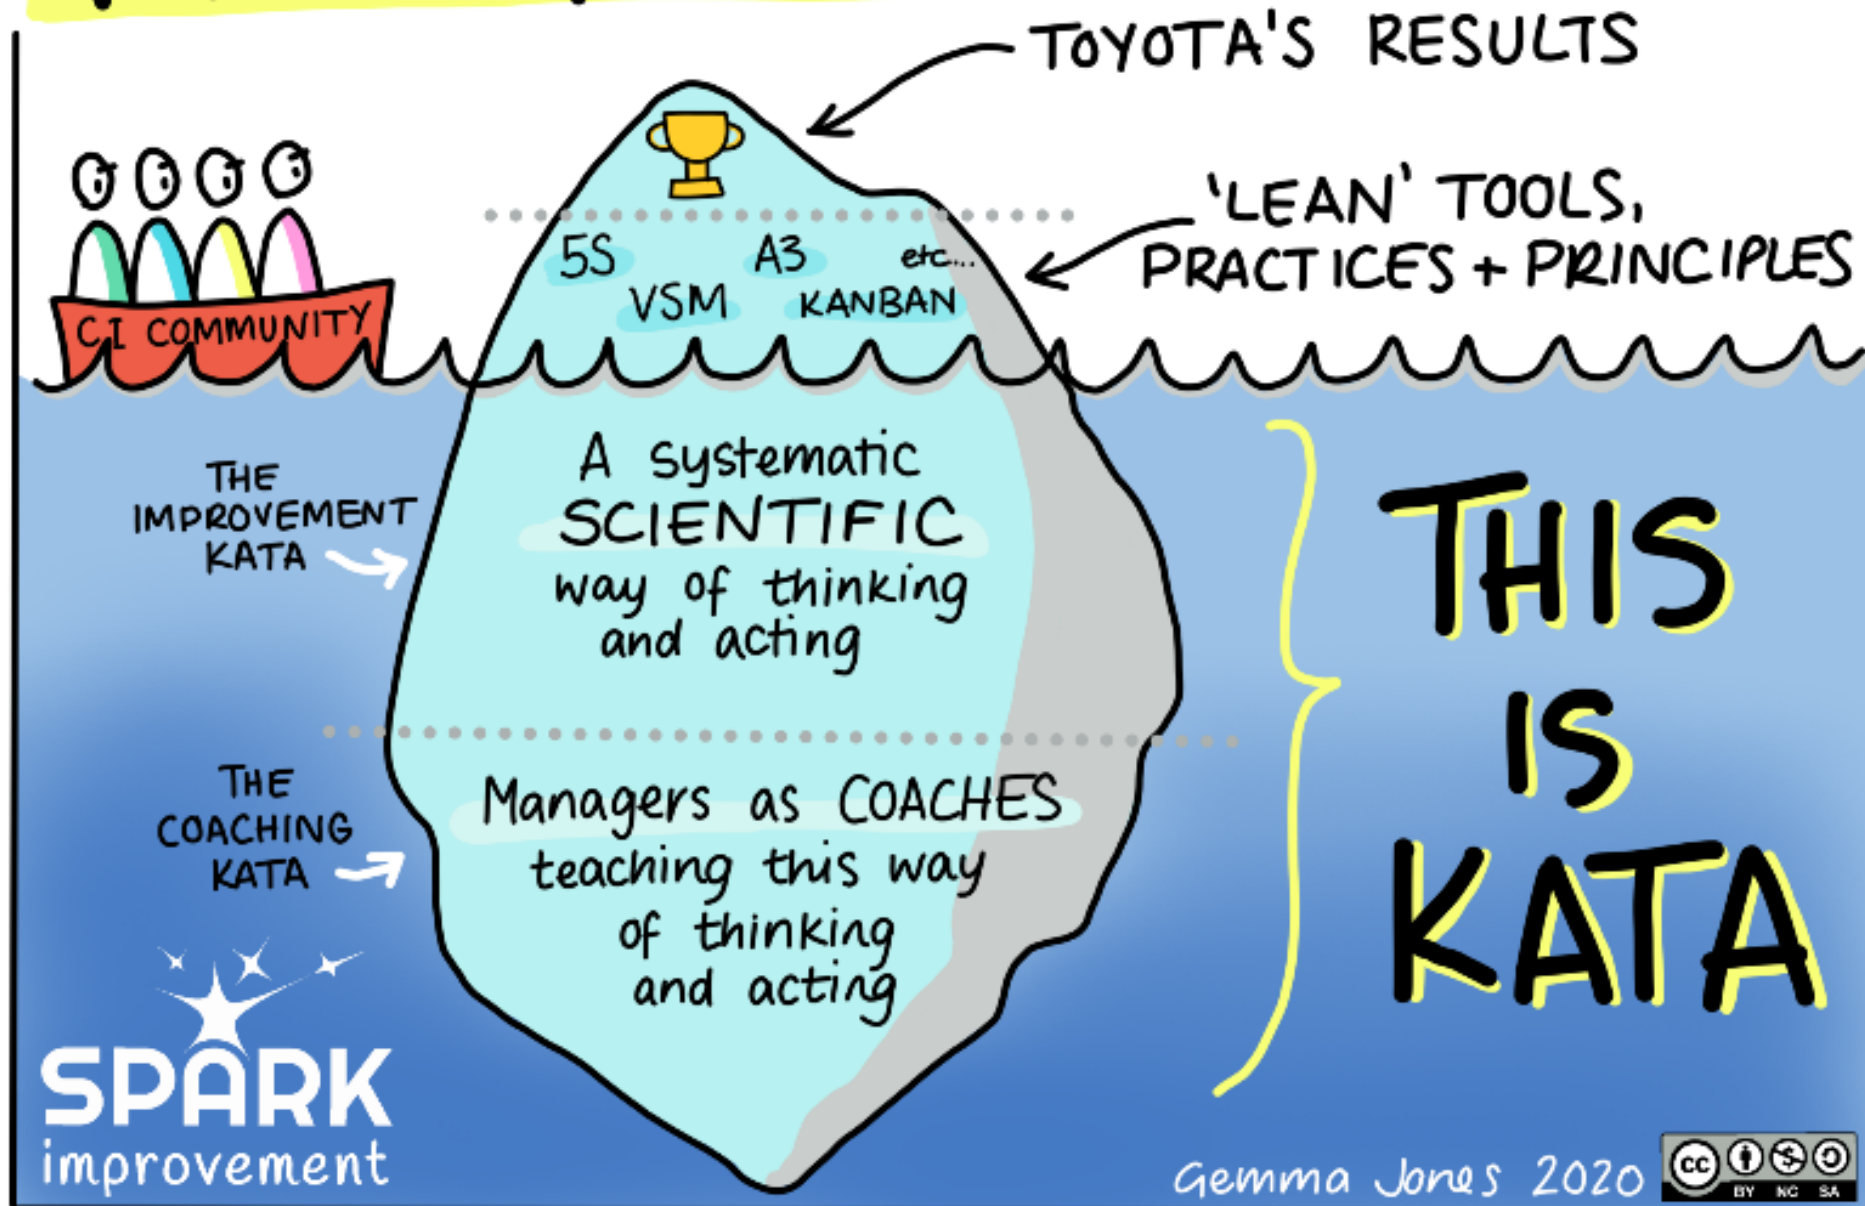 TOYOTA'S RESULTS
'LEAN' TOOLS,
PRACTICES + PRINCIPLES
5S
A3
etc...
VSM
KANBAN
CI COMMUNITY
THE
IMPROVEMENT
KATA
A systematic
SCIENTIFIC
way of thinking
and acting
THE
COACHING
KATA
Managers as COACHES
teaching this way
of thinking
and acting
THIS
IS
KATA
SPARK
improvement
Gemma Jones 2020
cc
BY NC SA